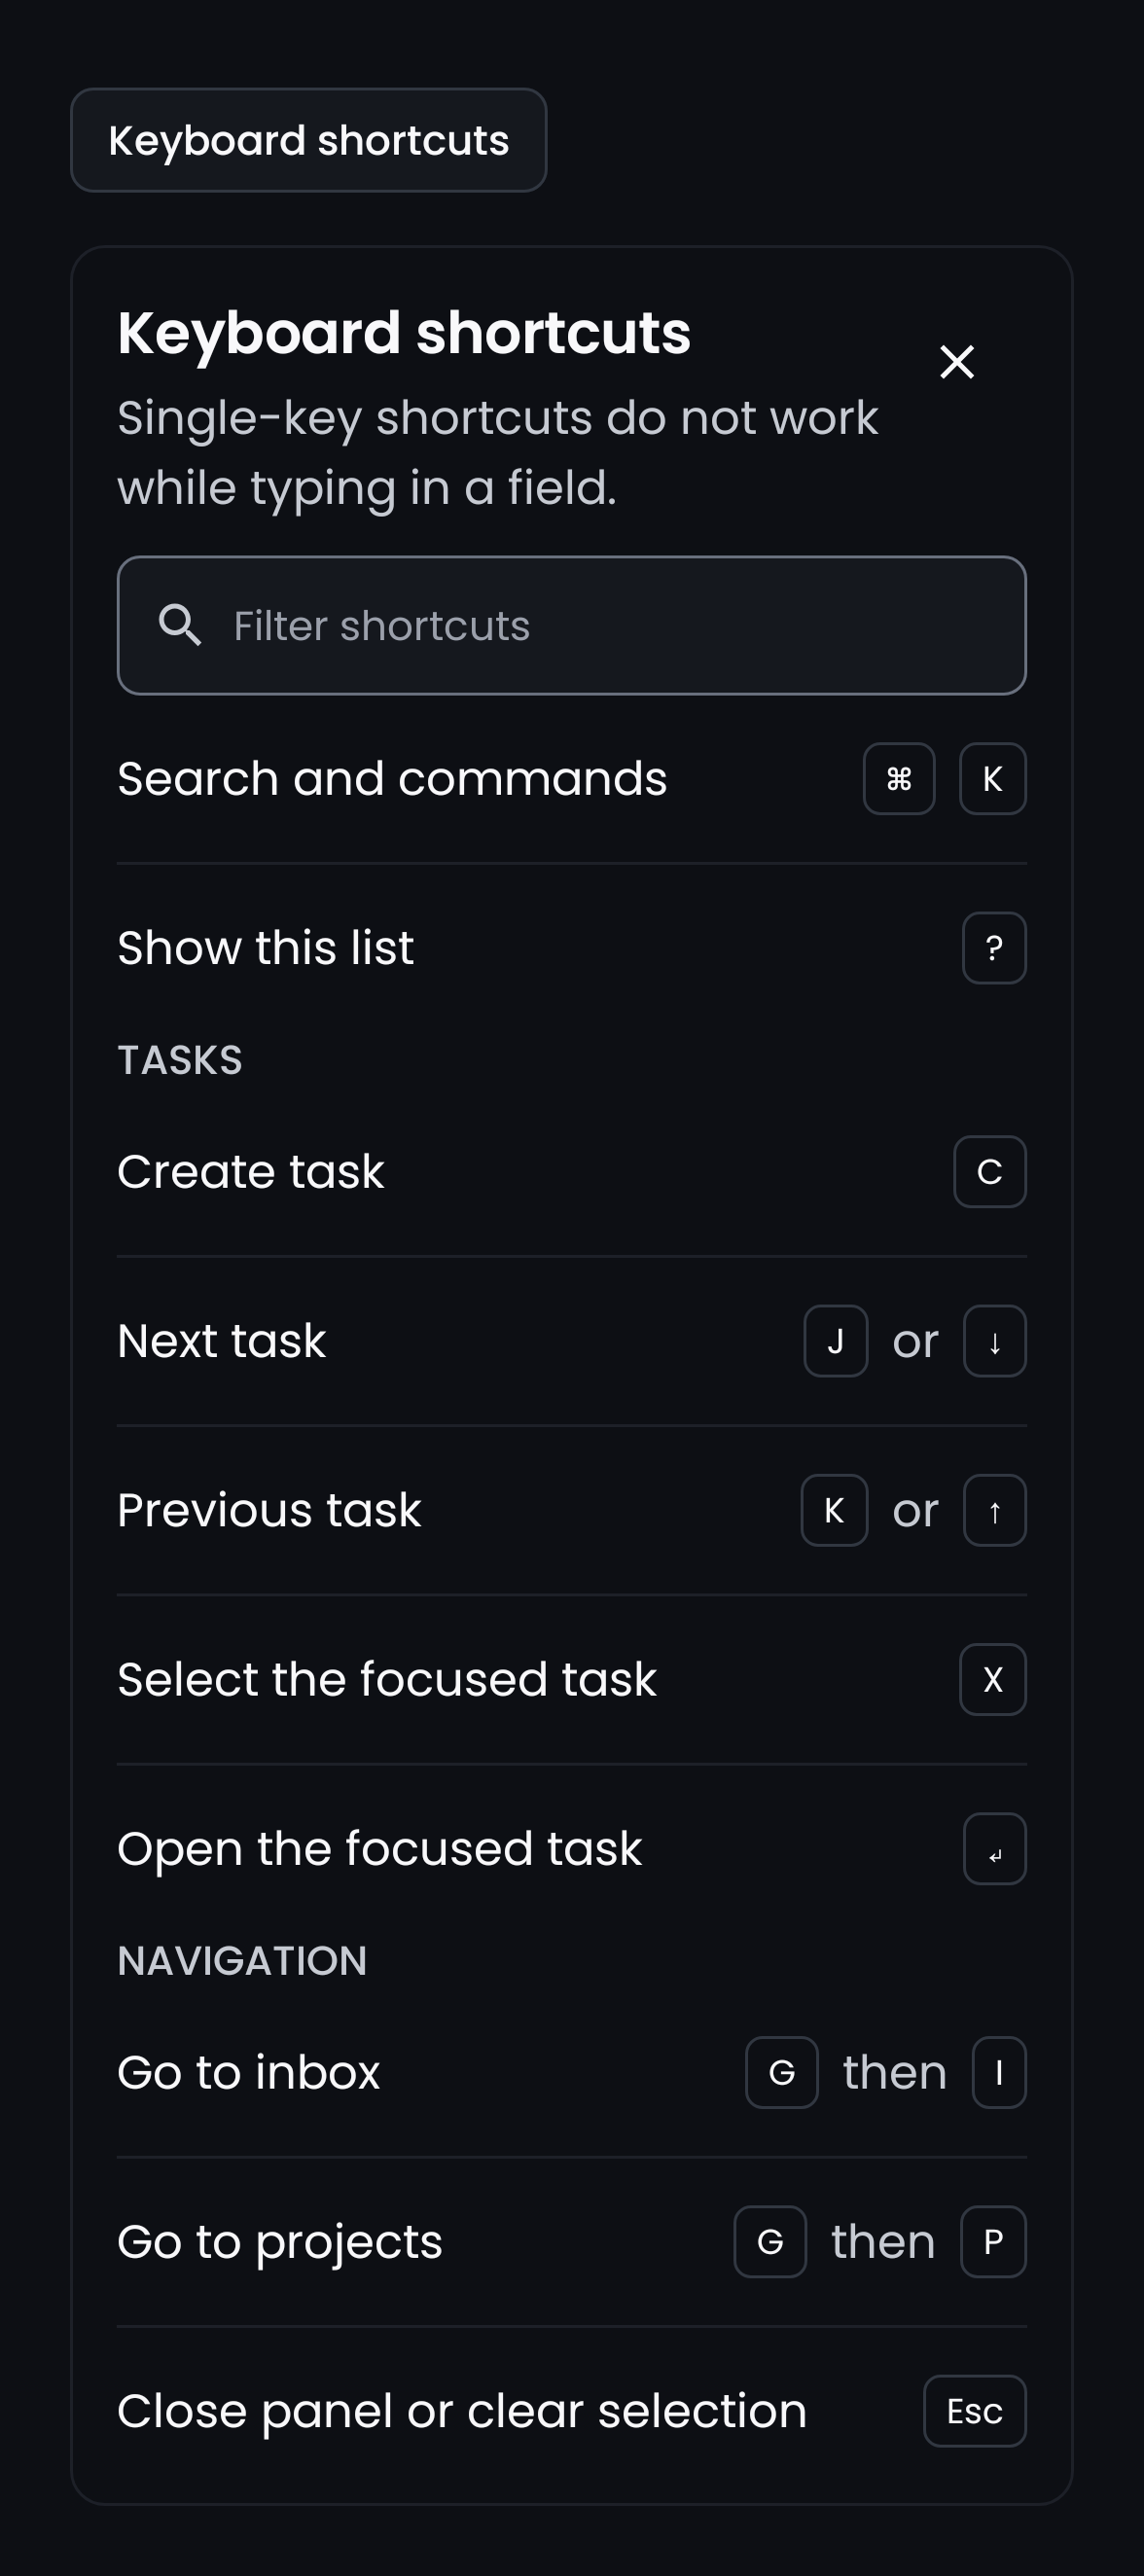 Keyboard shortcuts
Keyboard shortcuts
Single-key shortcuts do not work
while typing in a field.
Filter shortcuts
Search and commands ⌘ K
Show this list ?
TASKS
Create task C
Next task J or ↓
Previous task K or ↑
Select the focused task X
Open the focused task ↲
NAVIGATION
Go to inbox G then I
Go to projects G then P
Close panel or clear selection Esc